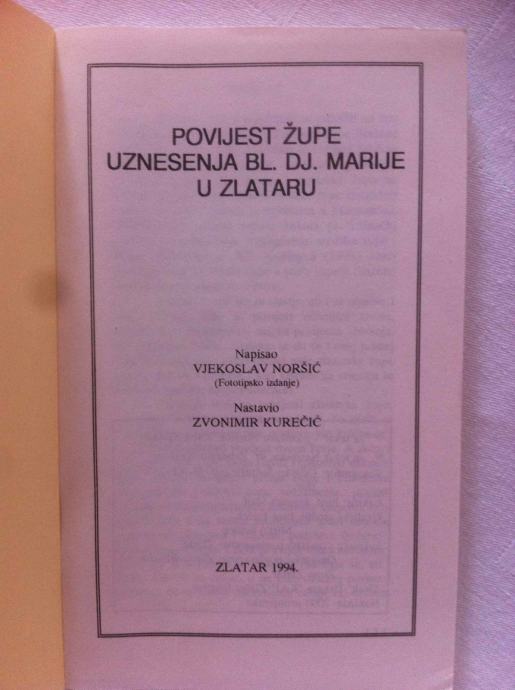 POVIJEST ŽUPE
UZNESENJA BL. DJ. MARIJE
U ZLATARU
Napisao
VJEKOSLAV NORŠIĆ
(Fototipsko izdanje)
Nastavio
ZVONIMIR KUREČIĆ
ZLATAR 1994.